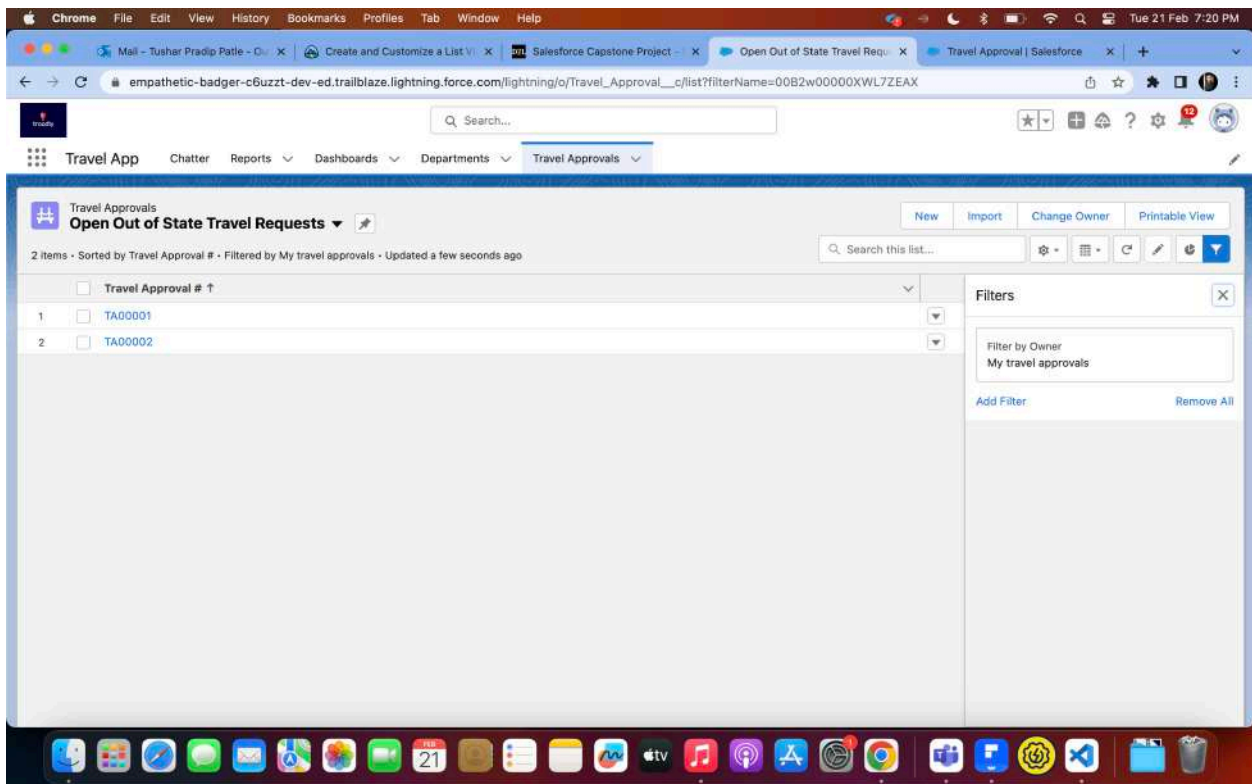 Chrome File Edit View History Bookmarks Profiles Tab Window Help Tue 21 Feb 7:20 PM
Mail - Tushar Pradip Patle - Ou Create and Customize a List Vi Salesforce Capstone Project - Open Out of State Travel Requ Travel Approval | Salesforce
empathetic-badger-c6uzzt-dev-ed.trailblaze.lightning.force.com/lightning/o/Travel_Approval__c/list?filterName=00B2w00000XWL7ZEAX
Search... 12
Travel App Chatter Reports Dashboards Departments Travel Approvals
Travel Approvals
Open Out of State Travel Requests
New Import Change Owner Printable View
2 items • Sorted by Travel Approval # • Filtered by My travel approvals • Updated a few seconds ago
Search this list...
Travel Approval # ↑
1 TA00001
2 TA00002
Filters
Filter by Owner
My travel approvals
Add Filter Remove All
FEB
21
tv